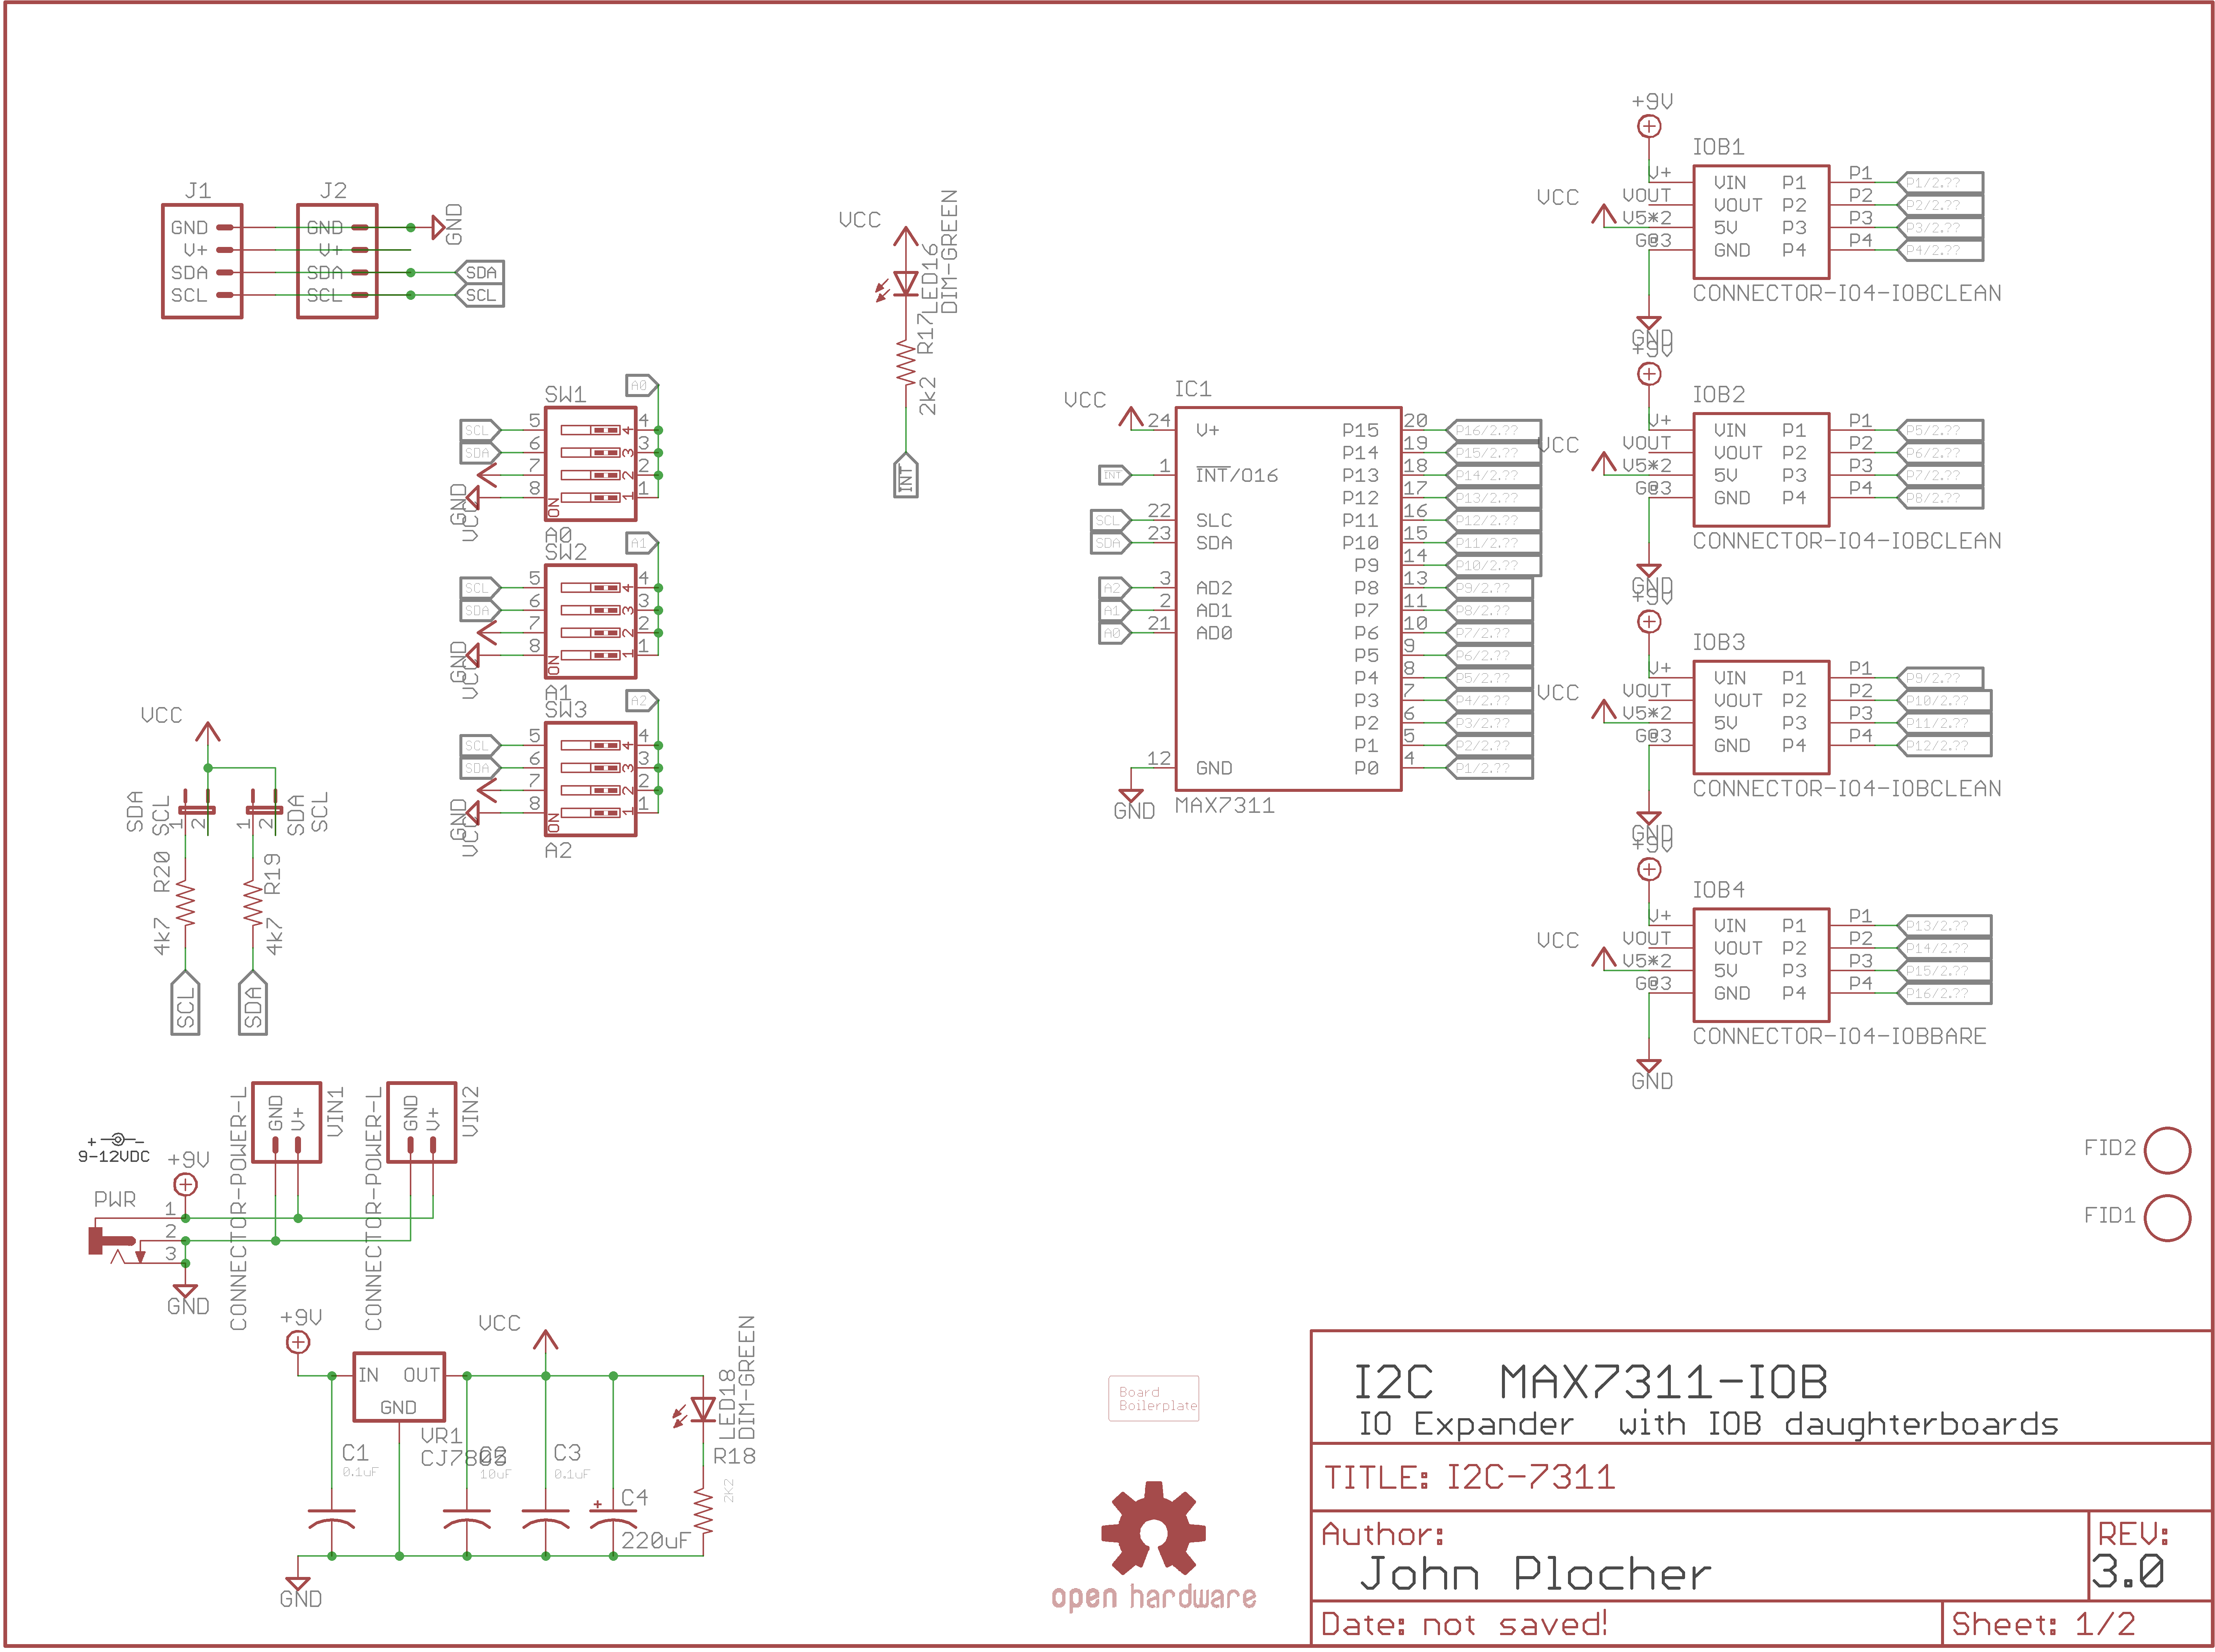 J1
GND
V+
SDA
SCL
J2
GND
V+
SDA
SCL
GND
SDA
SCL
VCC
LED16
DIM-GREEN
R17
2k2
INT
SW1
A0
SCL
SDA
GND
VCC
5
6
7
8
4
3
2
1
4
3
2
1
ON
A0
SW2
A1
SCL
SDA
GND
VCC
5
6
7
8
4
3
2
1
4
3
2
1
ON
A1
SW3
A2
SCL
SDA
GND
VCC
5
6
7
8
4
3
2
1
4
3
2
1
ON
A2
VCC
SDA
SCL
1
2
1
2
SDA
SCL
R20
4k7
R19
4k7
SCL
SDA
IC1
VCC
24 V+
INT 1 INT/O16
SCL 22 SLC
SDA 23 SDA
A2 3 AD2
A1 2 AD1
A0 21 AD0
12 GND
GND
P15 20 P16/2.??
P14 19 P15/2.??
P13 18 P14/2.??
P12 17 P13/2.??
P11 16 P12/2.??
P10 15 P11/2.??
P9 14 P10/2.??
P8 13 P9/2.??
P7 11 P8/2.??
P6 10 P7/2.??
P5 9 P6/2.??
P4 8 P5/2.??
P3 7 P4/2.??
P2 6 P3/2.??
P1 5 P2/2.??
P0 4 P1/2.??
MAX7311
+9V
IOB1
VCC
V+ VIN P1 P1 P1/2.??
VOUT VOUT P2 P2 P2/2.??
V5*2 5V P3 P3 P3/2.??
G@3 GND P4 P4 P4/2.??
CONNECTOR-IO4-IOBCLEAN
GND
+9V
IOB2
VCC
V+ VIN P1 P1 P5/2.??
VOUT VOUT P2 P2 P6/2.??
V5*2 5V P3 P3 P7/2.??
G@3 GND P4 P4 P8/2.??
CONNECTOR-IO4-IOBCLEAN
GND
+9V
IOB3
VCC
V+ VIN P1 P1 P9/2.??
VOUT VOUT P2 P2 P10/2.??
V5*2 5V P3 P3 P11/2.??
G@3 GND P4 P4 P12/2.??
CONNECTOR-IO4-IOBCLEAN
GND
+9V
IOB4
VCC
V+ VIN P1 P1 P13/2.??
VOUT VOUT P2 P2 P14/2.??
V5*2 5V P3 P3 P15/2.??
G@3 GND P4 P4 P16/2.??
CONNECTOR-IO4-IOBBARE
GND
FID2
FID1
+ -
9-12VDC
+9V
PWR
1
2
3
GND
CONNECTOR-POWER-L
GND
V+
VIN1
CONNECTOR-POWER-L
GND
V+
VIN2
+9V
VCC
IN OUT
GND
VR1
CJ7805
C1
0.1uF
C2
10uF
C3
0.1uF
C4
220uF
LED18
DIM-GREEN
R18
2K2
GND
Board
Boilerplate
open hardware
I2C MAX7311-IOB
IO Expander with IOB daughterboards
TITLE: I2C-7311
Author:
John Plocher
REV:
3.0
Date: not saved!
Sheet: 1/2